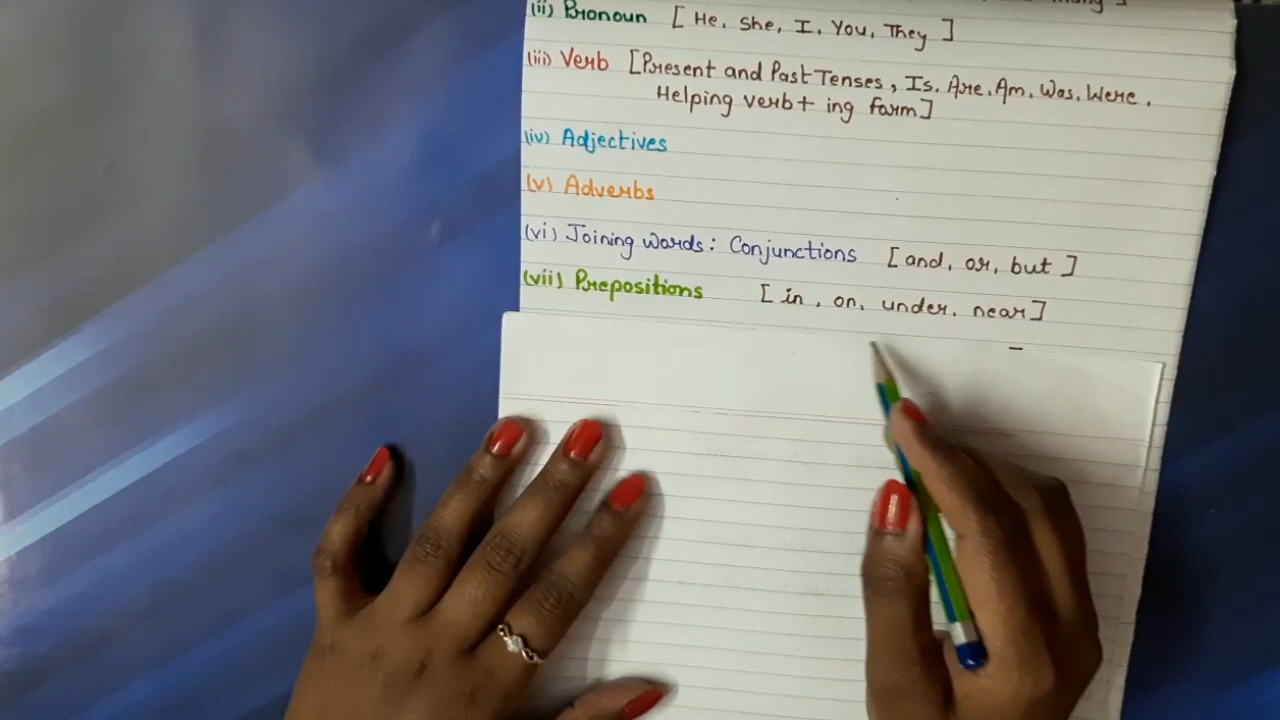 (ii) Pronoun [ He, She, I, You, They ]
(iii) Verb [Present and Past Tenses, Is, Are, Am, Was, Were,
Helping verb + ing farm]
(iv) Adjectives
(v) Adverbs
(vi) Joining words: Conjunctions [and, or, but ]
(vii) Prepositions [ in, on, under, near]